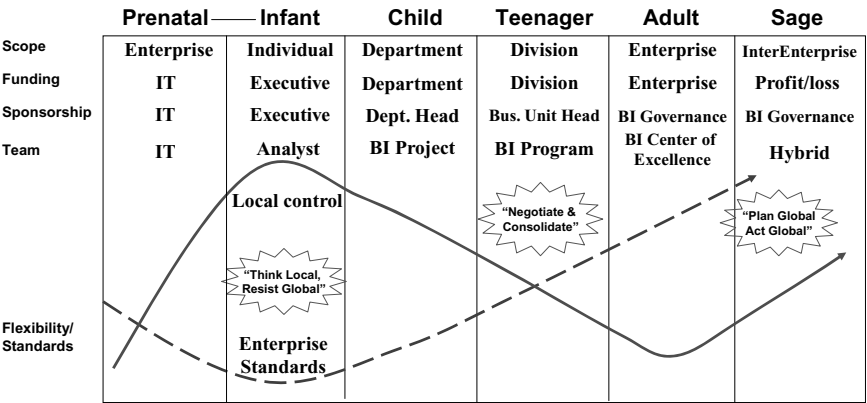 Prenatal Infant Child Teenager Adult Sage
Scope Enterprise Individual Department Division Enterprise InterEnterprise
Funding IT Executive Department Division Enterprise Profit/loss
Sponsorship IT Executive Dept. Head Bus. Unit Head BI Governance BI Governance
Team IT Analyst BI Project BI Program BI Center of Excellence Hybrid
Local control
“Negotiate &
Consolidate”
“Plan Global
Act Global”
“Think Local,
Resist Global”
Flexibility/
Standards
Enterprise
Standards